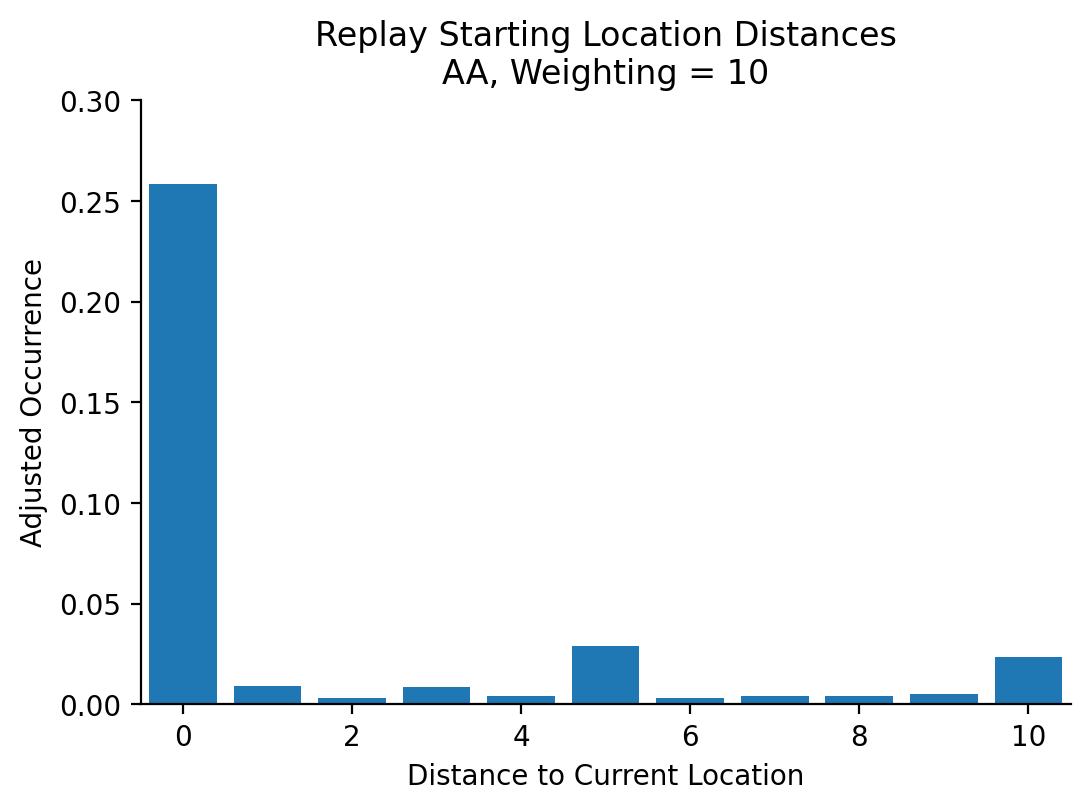 Replay Starting Location Distances
AA, Weighting = 10
0.30
0.25
0.20
0.15
0.10
0.05
0.00
Adjusted Occurrence
0 2 4 6 8 10
Distance to Current Location